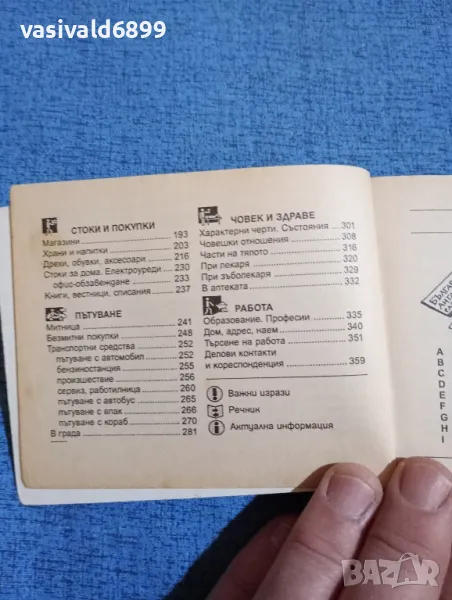 vasivald6899
СТОКИ И ПОКУПКИ
Магазини 193
Храни и напитки 203
Дрехи, обувки, аксесоари 216
Стоки за дома. Електроуреди 230
офис-обзавеждане 233
Книги, вестници, списания 237
ПЪТУВАНЕ
Митница 241
Безмитни покупки 248
Транспортни средства 252
пътуване с автомобил 252
бензиностанция 255
произшествие 256
сервиз, работилница 260
пътуване с автобус 265
пътуване с влак 266
пътуване с кораб 270
В града 281
ЧОВЕК И ЗДРАВЕ
Характерни черти. Състояния 301
Човешки отношения 308
Части на тялото 316
При лекаря 320
При зъболекаря 329
В аптеката 332
РАБОТА
Образование. Професии 335
Дом, адрес, наем 340
Търсене на работа 351
Делови контакти
и кореспонденция 359
Важни изрази
Речник
Актуална информация
A
B
C
D
E
F
G
H
I
BAZAR